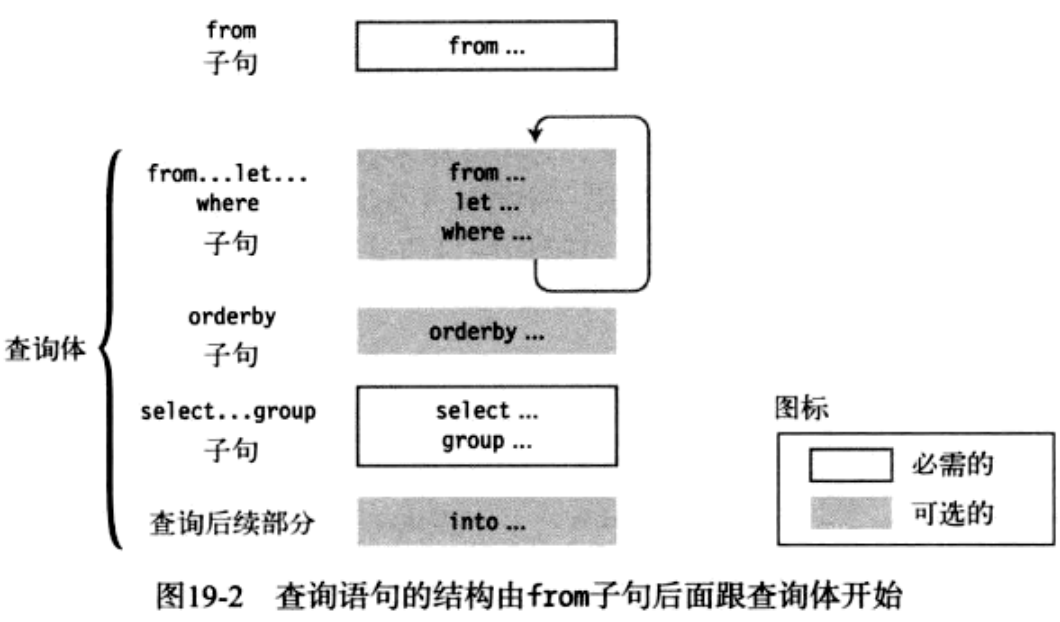 from
子句
from ...
from...let...
where
子句
from ...
let ...
where ...
orderby
子句
orderby ...
查询体
select...group
子句
select ...
group ...
查询后续部分
into ...
图标
必需的
可选的
图19-2 查询语句的结构由from子句后面跟查询体开始